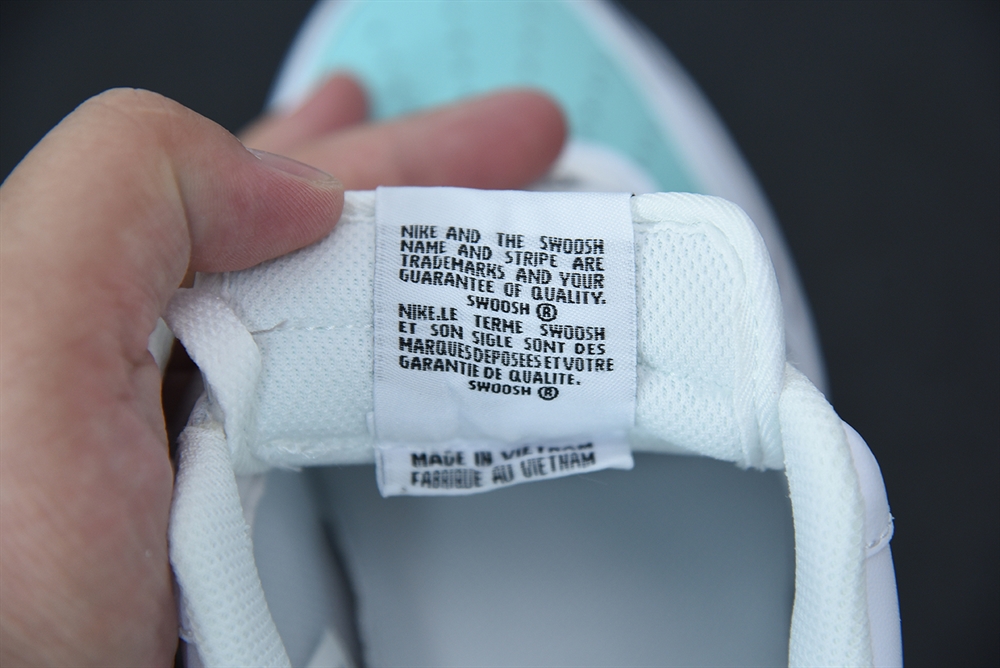 NIKE AND THE SWOOSH
NAME AND STRIPE ARE
TRADEMARKS AND YOUR
GUARANTEE OF QUALITY.
SWOOSH ®
NIKE.LE TERME SWOOSH
ET SON SIGLE SONT DES
MARQUES DEPOSEES ET VOTRE
GARANTIE DE QUALITE.
SWOOSH ®
MADE IN VIETNAM
FABRIQUE AU VIETNAM